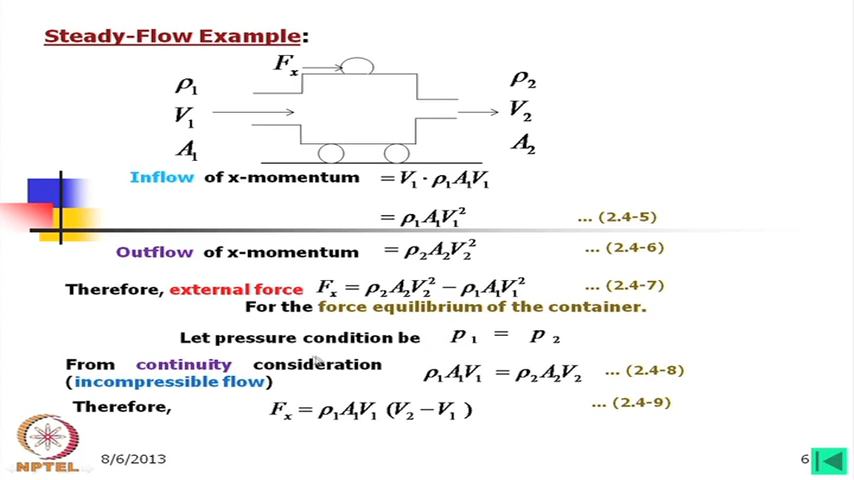 Steady-Flow Example:
Fₓ
ρ₁
ρ₂
V₁
V₂
A₁
A₂
Inflow of x-momentum = V₁ · ρ₁A₁V₁
= ρ₁A₁V₁² ... (2.4-5)
Outflow of x-momentum = ρ₂A₂V₂² ... (2.4-6)
Therefore, external force Fₓ = ρ₂A₂V₂² − ρ₁A₁V₁² ... (2.4-7)
For the force equilibrium of the container.
Let pressure condition be p₁ = p₂
From continuity consideration
(incompressible flow) ρ₁A₁V₁ = ρ₂A₂V₂ ... (2.4-8)
Therefore, Fₓ = ρ₁A₁V₁ (V₂ − V₁) ... (2.4-9)
NPTEL
8/6/2013
6